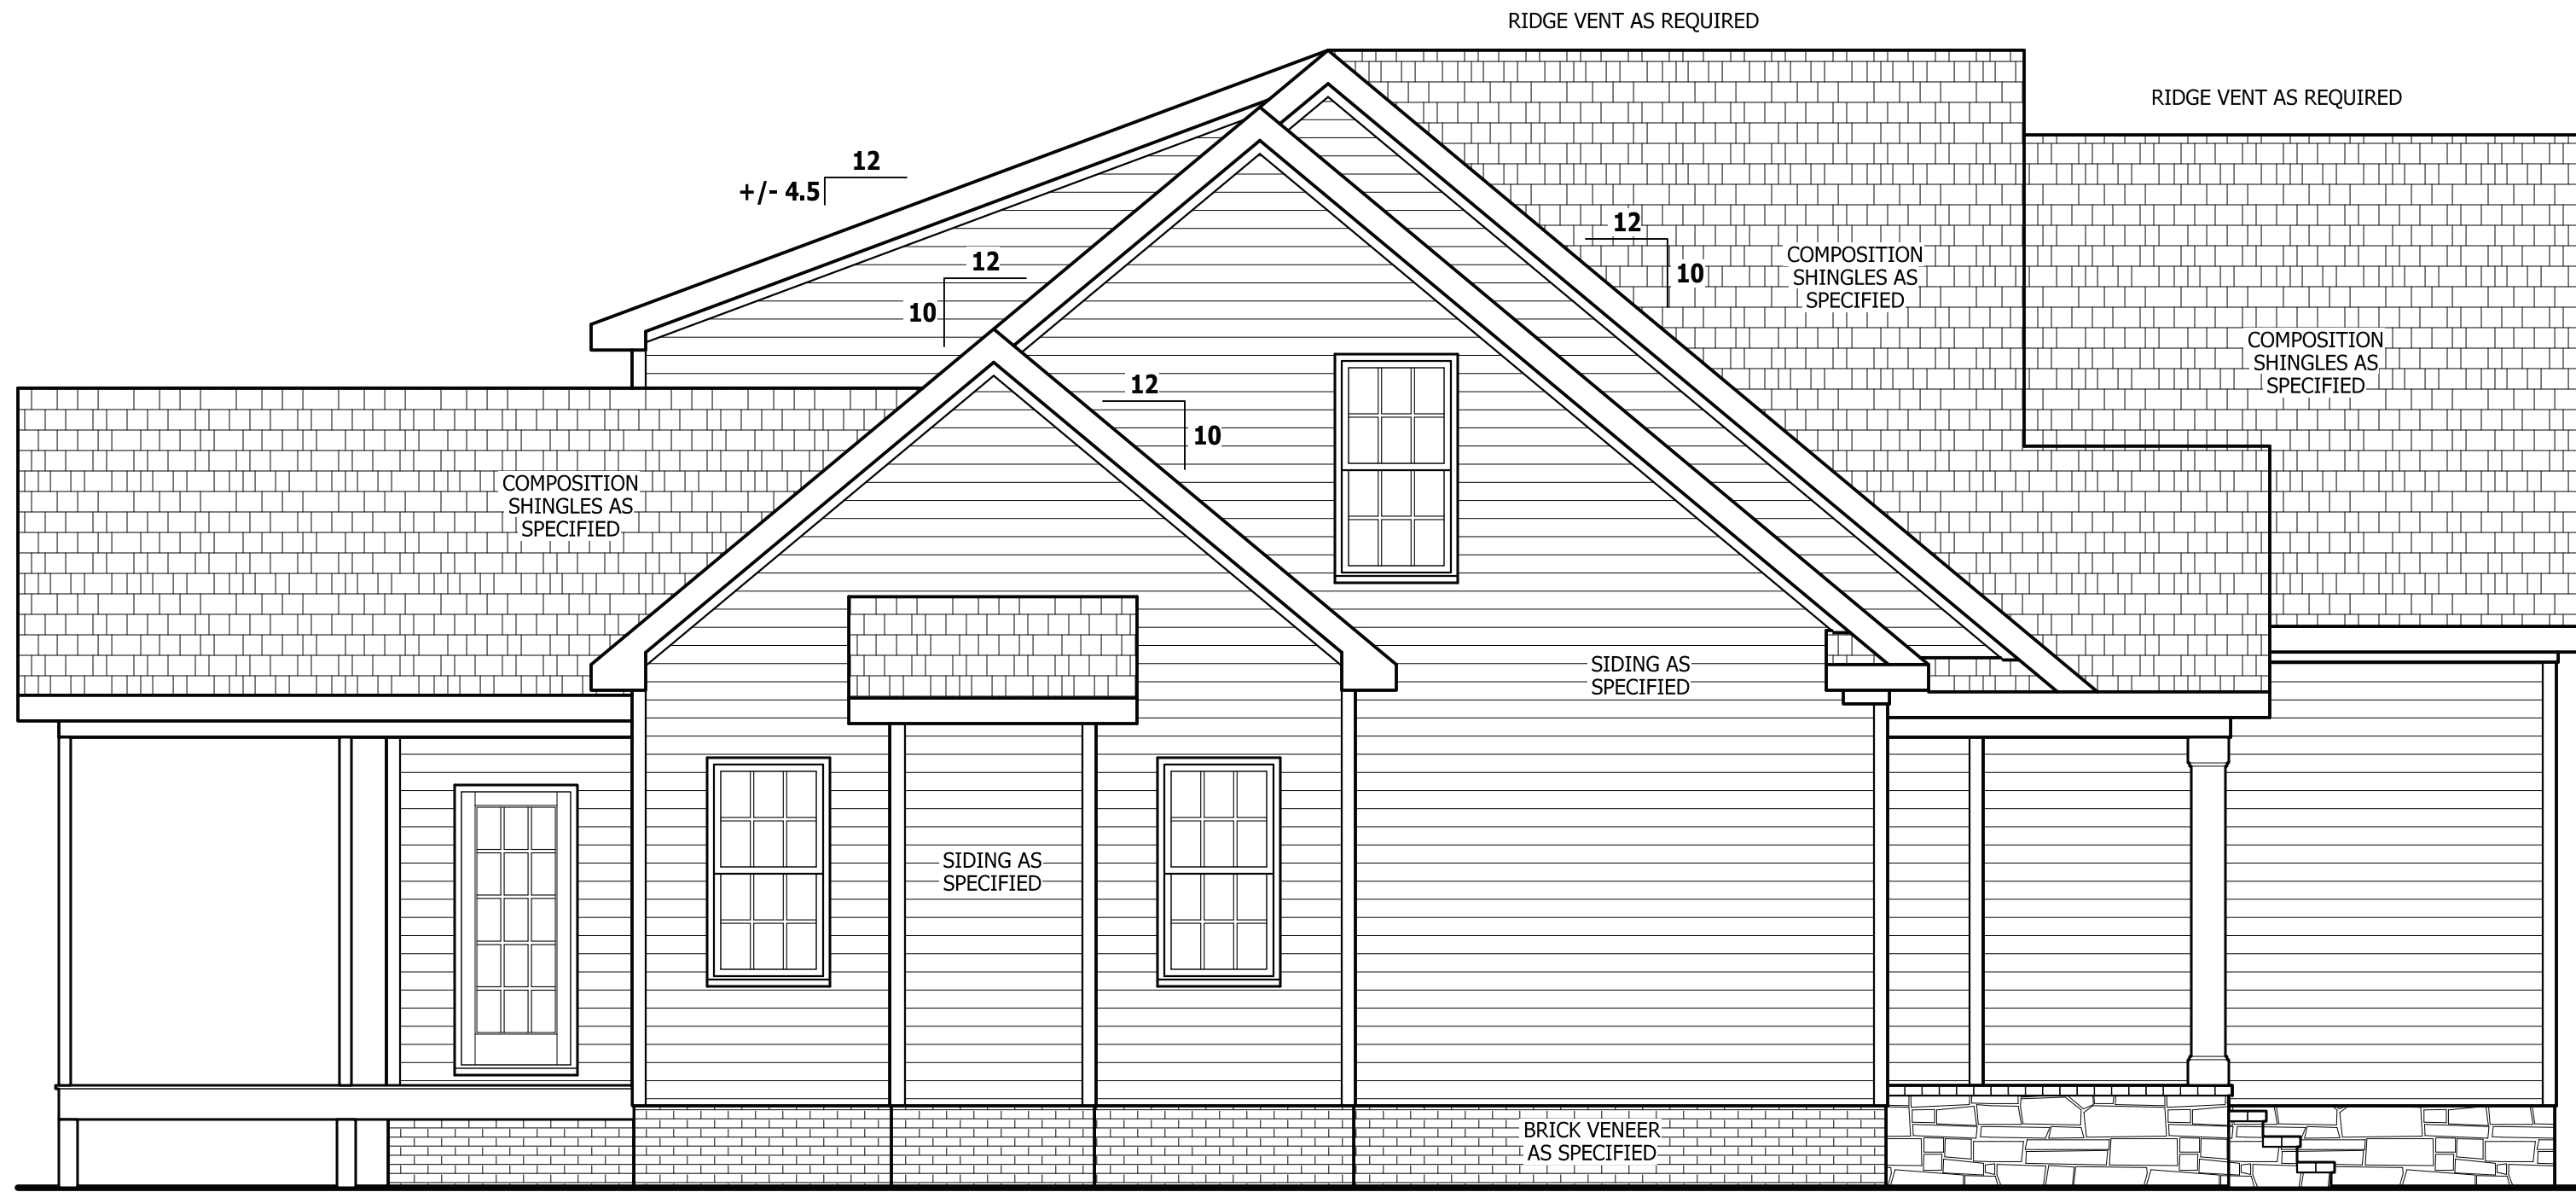 RIDGE VENT AS REQUIRED
RIDGE VENT AS REQUIRED
12
+/- 4.5
12
10
12
10
COMPOSITION
SHINGLES AS
SPECIFIED
COMPOSITION
SHINGLES AS
SPECIFIED
12
10
COMPOSITION
SHINGLES AS
SPECIFIED
SIDING AS
SPECIFIED
SIDING AS
SPECIFIED
BRICK VENEER
AS SPECIFIED